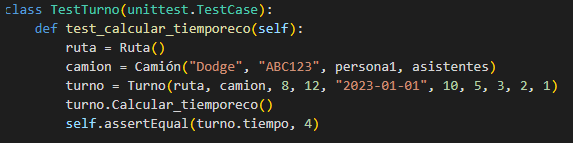 class TestTurno(unittest.TestCase):
    def test_calcular_tiemporeco(self):
        ruta = Ruta()
        camion = Camión("Dodge", "ABC123", persona1, asistentes)
        turno = Turno(ruta, camion, 8, 12, "2023-01-01", 10, 5, 3, 2, 1)
        turno.Calcular_tiemporeco()
        self.assertEqual(turno.tiempo, 4)